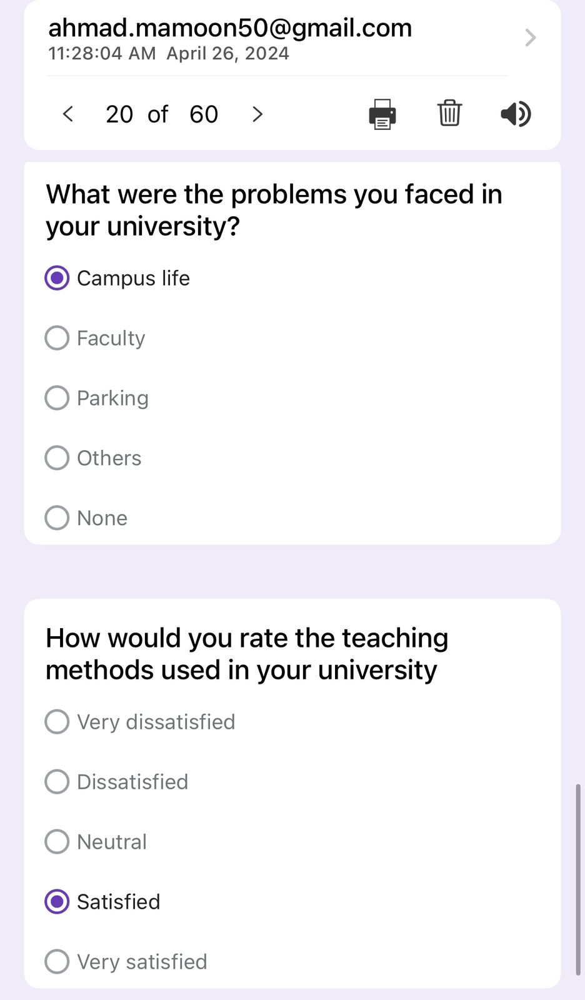 ahmad.mamoon50@gmail.com
11:28:04 AM April 26, 2024
20 of 60
What were the problems you faced in
your university?
Campus life
Faculty
Parking
Others
None
How would you rate the teaching
methods used in your university
Very dissatisfied
Dissatisfied
Neutral
Satisfied
Very satisfied